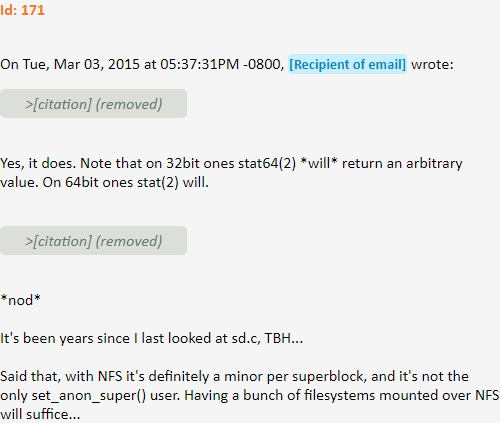 Id: 171
On Tue, Mar 03, 2015 at 05:37:31PM -0800, [Recipient of email] wrote:
>[citation] (removed)
Yes, it does. Note that on 32bit ones stat64(2) *will* return an arbitrary
value. On 64bit ones stat(2) will.
>[citation] (removed)
*nod*
It's been years since I last looked at sd.c, TBH...
Said that, with NFS it's definitely a minor per superblock, and it's not the
only set_anon_super() user. Having a bunch of filesystems mounted over NFS
will suffice...